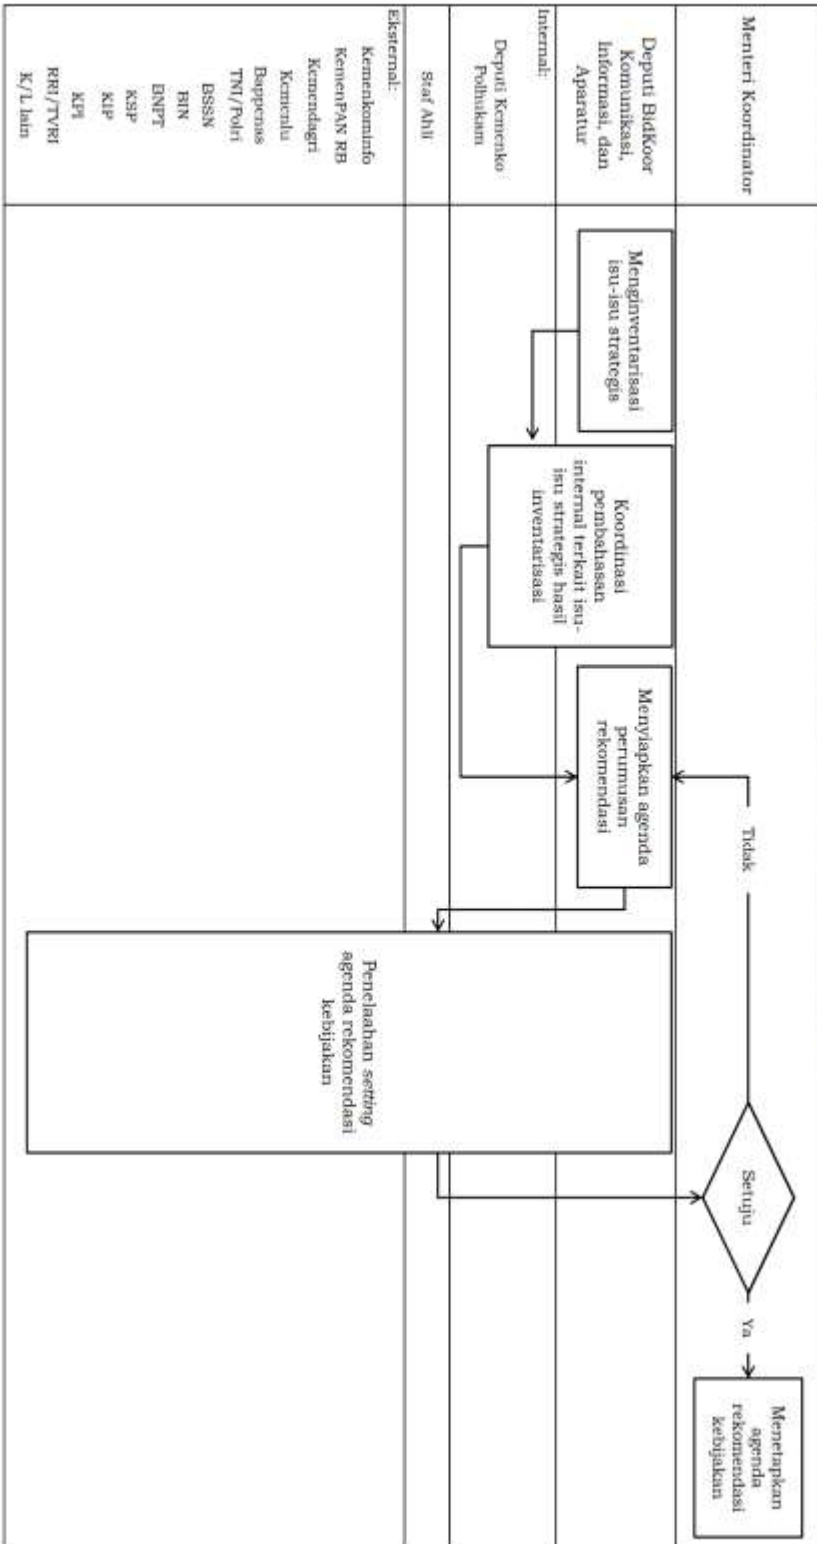 Menteri Koordinator
Deputi BidKoor
Komunikasi,
Informasi, dan
Aparatur
Internal:
Deputi Kemenko
Polhukam
Staf Ahli
Eksternal:
Kemenkominfo
KemenPAN RB
Kemendagri
Kemenlu
Bappenas
TNI/Polri
BSSN
BIN
BNPT
KSP
KIP
KPI
RRI/TVRI
K/L lain
Menginventarisasi
isu-isu strategis
Koordinasi
pembahasan
internal terkait isu-
isu strategis hasil
inventarisasi
Menyiapkan agenda
perumusan
rekomendasi
Tidak
Penelaahan setting
agenda rekomendasi
kebijakan
Setuju
Ya
Menetapkan
agenda
rekomendasi
kebijakan